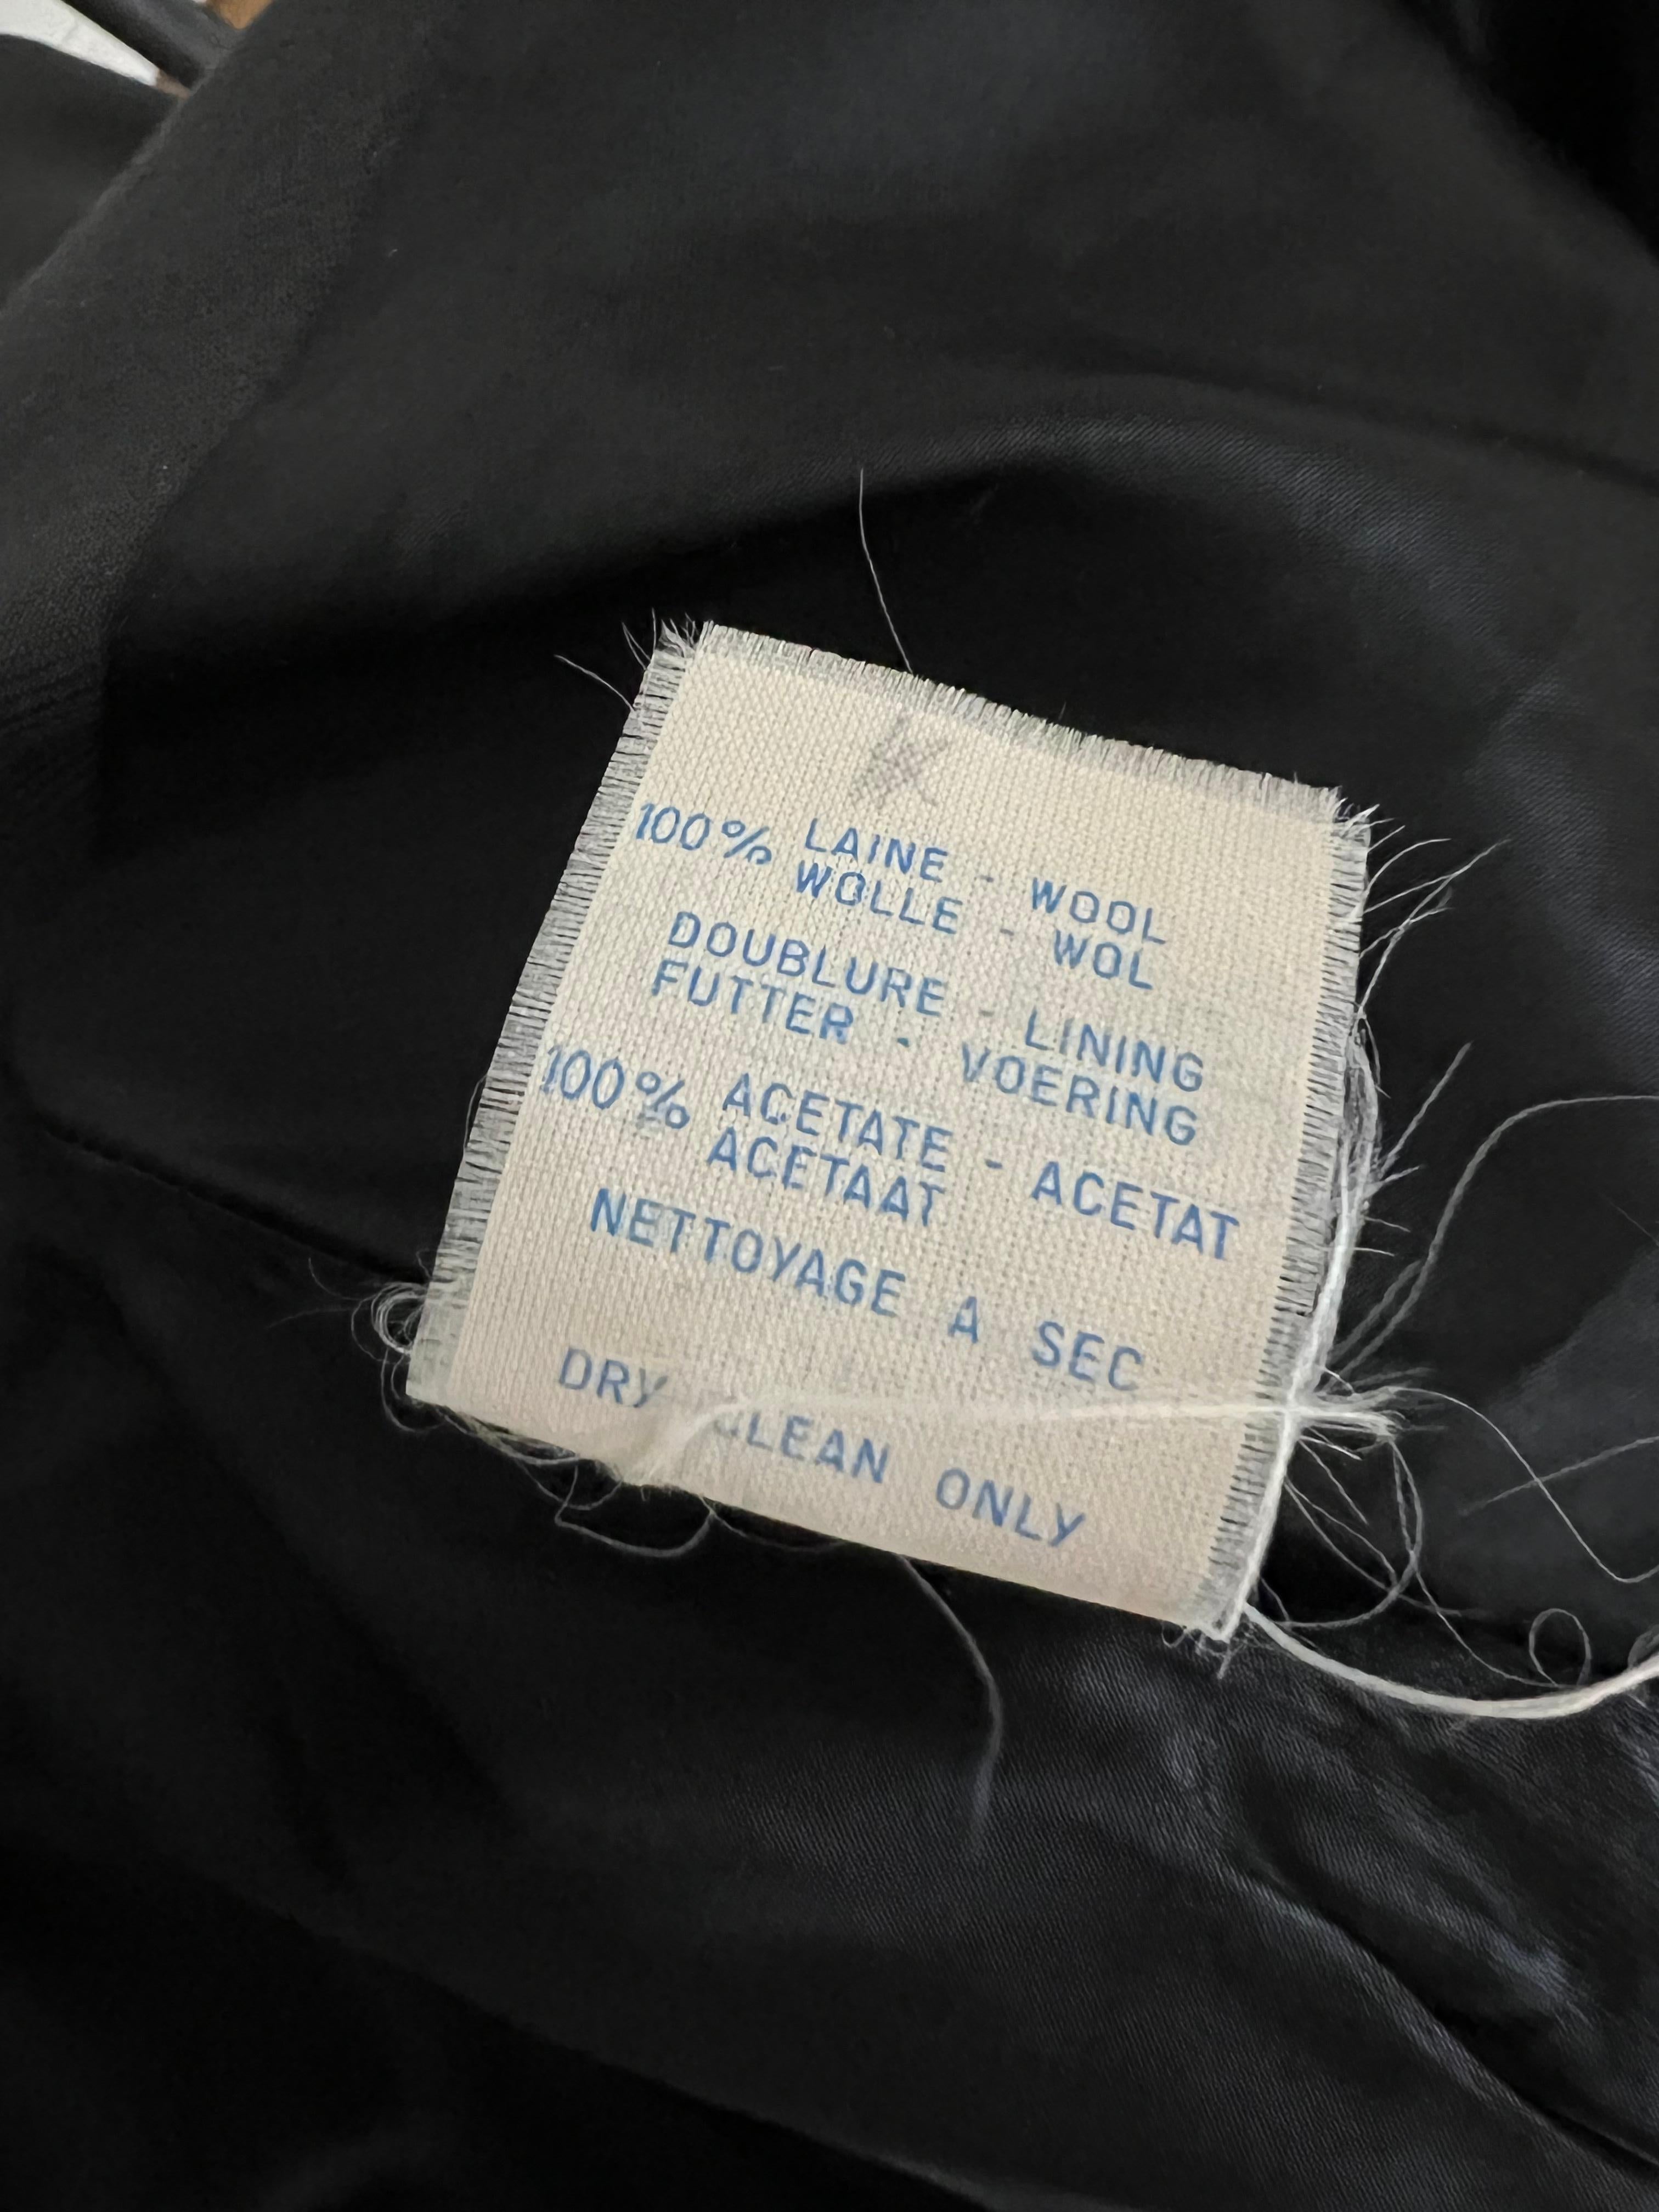 100% LAINE - WOOL
WOLLE - WOL
DOUBLURE - LINING
FUTTER - VOERING
100% ACETATE - ACETAT
ACETAAT
NETTOYAGE A SEC
DRY CLEAN ONLY